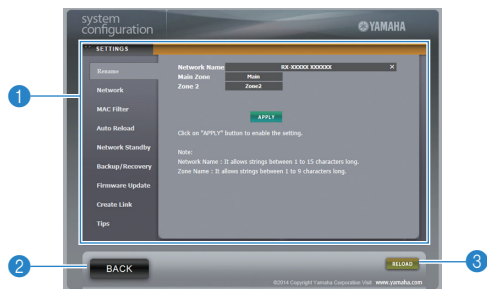 system
configuration
YAMAHA
SETTINGS
Rename
Network
MAC Filter
Auto Reload
Network Standby
Backup/Recovery
Firmware Update
Create Link
Tips
Network Name RX-XXXXX XXXXXX ×
Main Zone Main
Zone 2 Zone2
APPLY
Click on "APPLY" button to enable the setting.
Note:
Network Name : It allows strings between 1 to 15 characters long.
Zone Name : It allows strings between 1 to 9 characters long.
BACK
RELOAD
©2014 Copyright Yamaha Corporation Visit www.yamaha.com
1
2
3